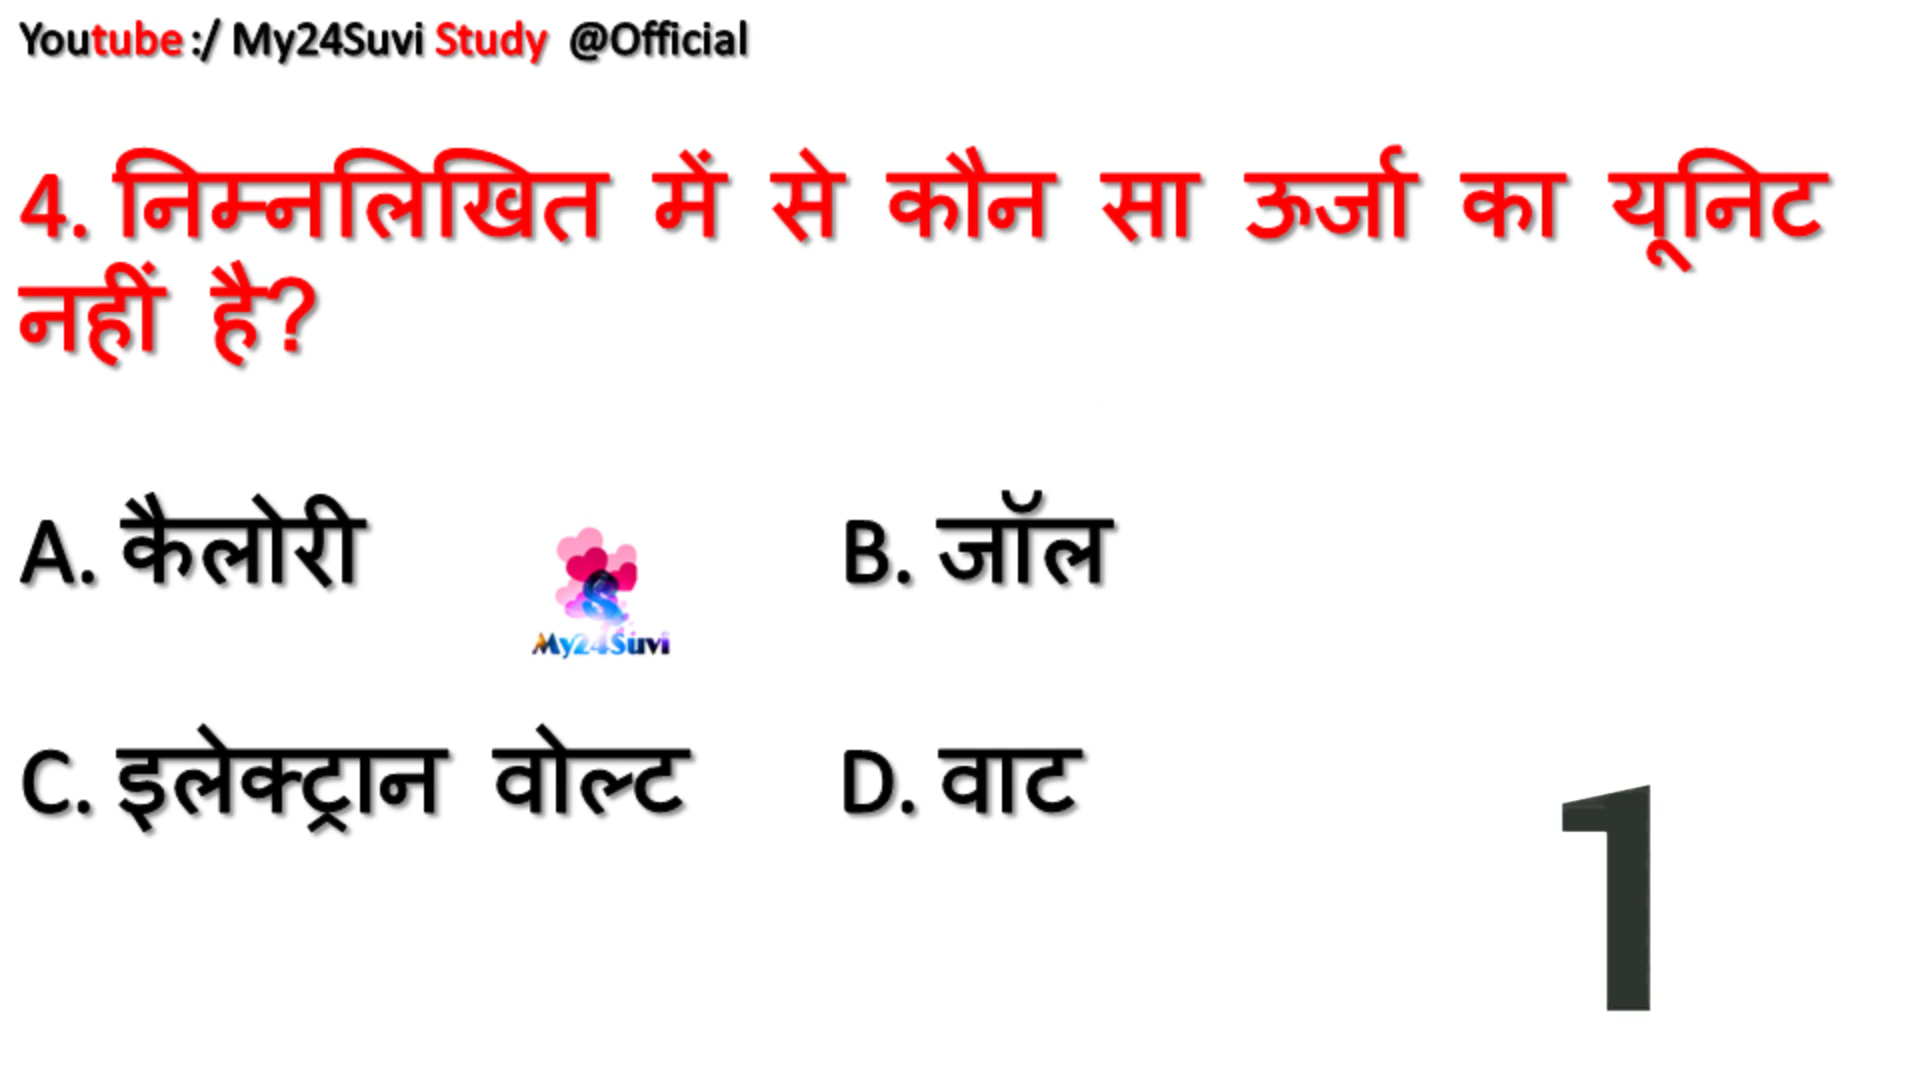 Youtube :/ My24Suvi Study @Official
4. निम्नलिखित में से कौन सा ऊर्जा का यूनिट
नहीं है?
A. कैलोरी B. जॉल
My24Suvi
C. इलेक्ट्रान वोल्ट D. वाट
1